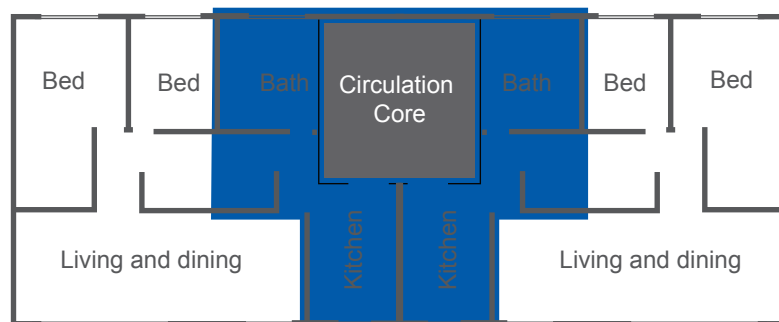 Bed
Bed
Bath
Circulation
Core
Bath
Bed
Bed
Living and dining
Kitchen
Kitchen
Living and dining